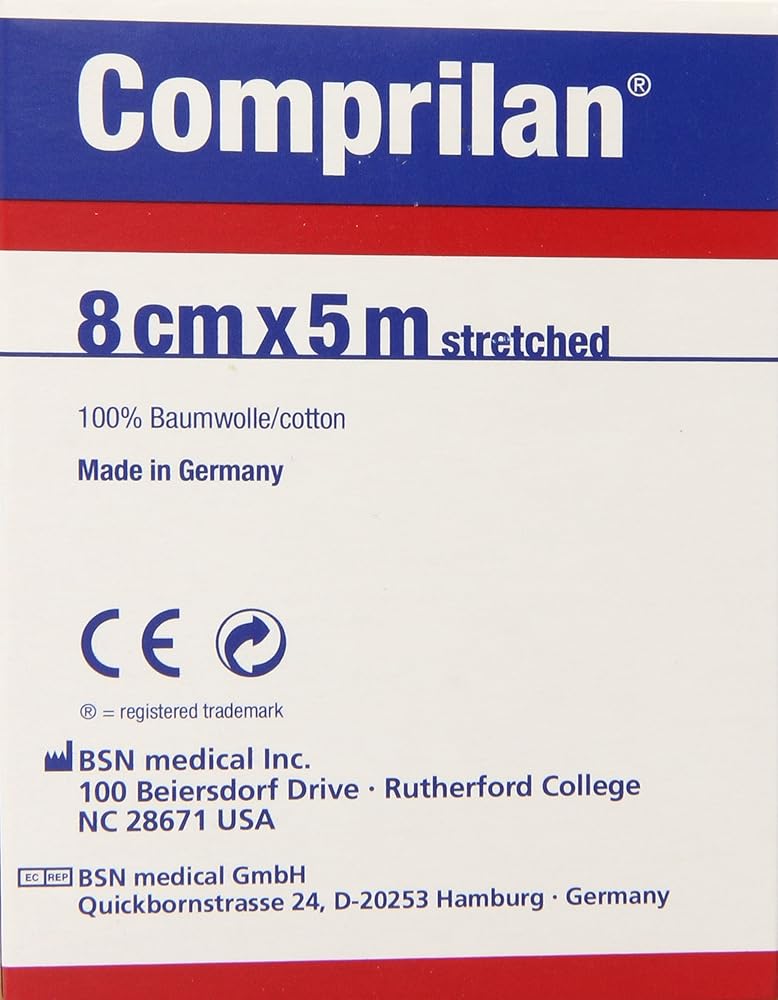 Comprilan®
8 cm x 5 m stretched
100% Baumwolle/cotton
Made in Germany
CE
® = registered trademark
BSN medical Inc.
100 Beiersdorf Drive · Rutherford College
NC 28671 USA
EC REP BSN medical GmbH
Quickbornstrasse 24, D-20253 Hamburg · Germany